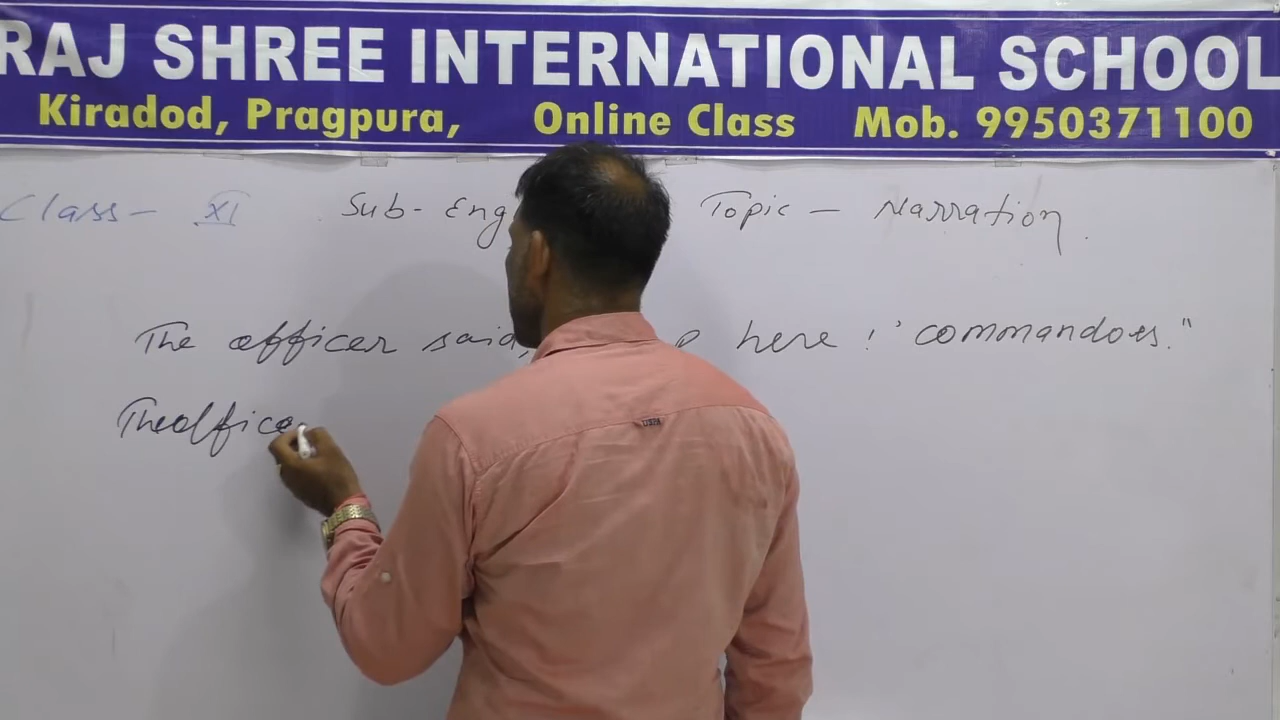 RAJ SHREE INTERNATIONAL SCHOOL
Kiradod, Pragpura, Online Class Mob. 9950371100
Class - XI Sub - Eng Topic - Narration.
The officer said, here ! 'commandoes."
The officer